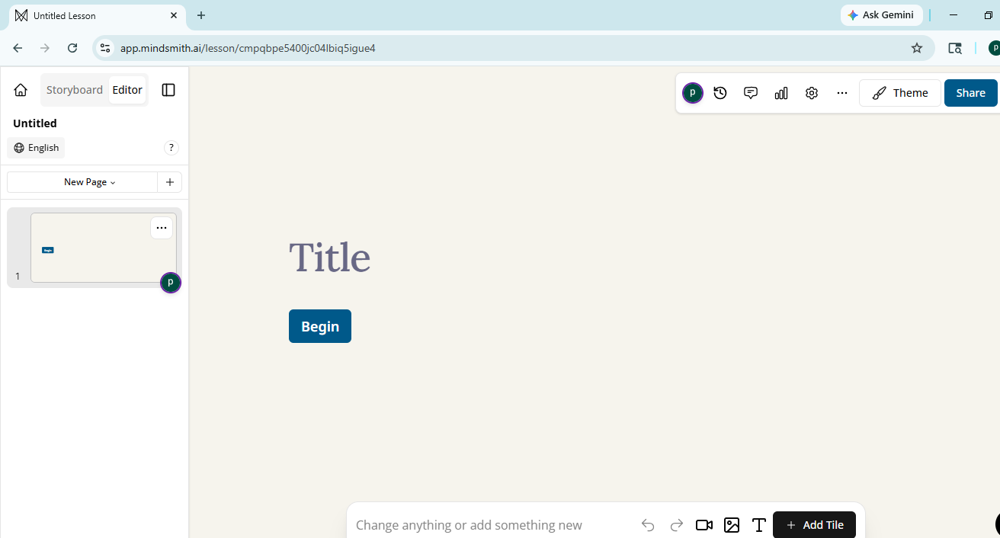 Untitled Lesson
Ask Gemini
app.mindsmith.ai/lesson/cmpqbpe5400jc04lbiq5igue4
p
Storyboard Editor
p
Theme
Share
Untitled
English
?
New Page
Begin
1
p
Title
Begin
Change anything or add something new
Add Tile